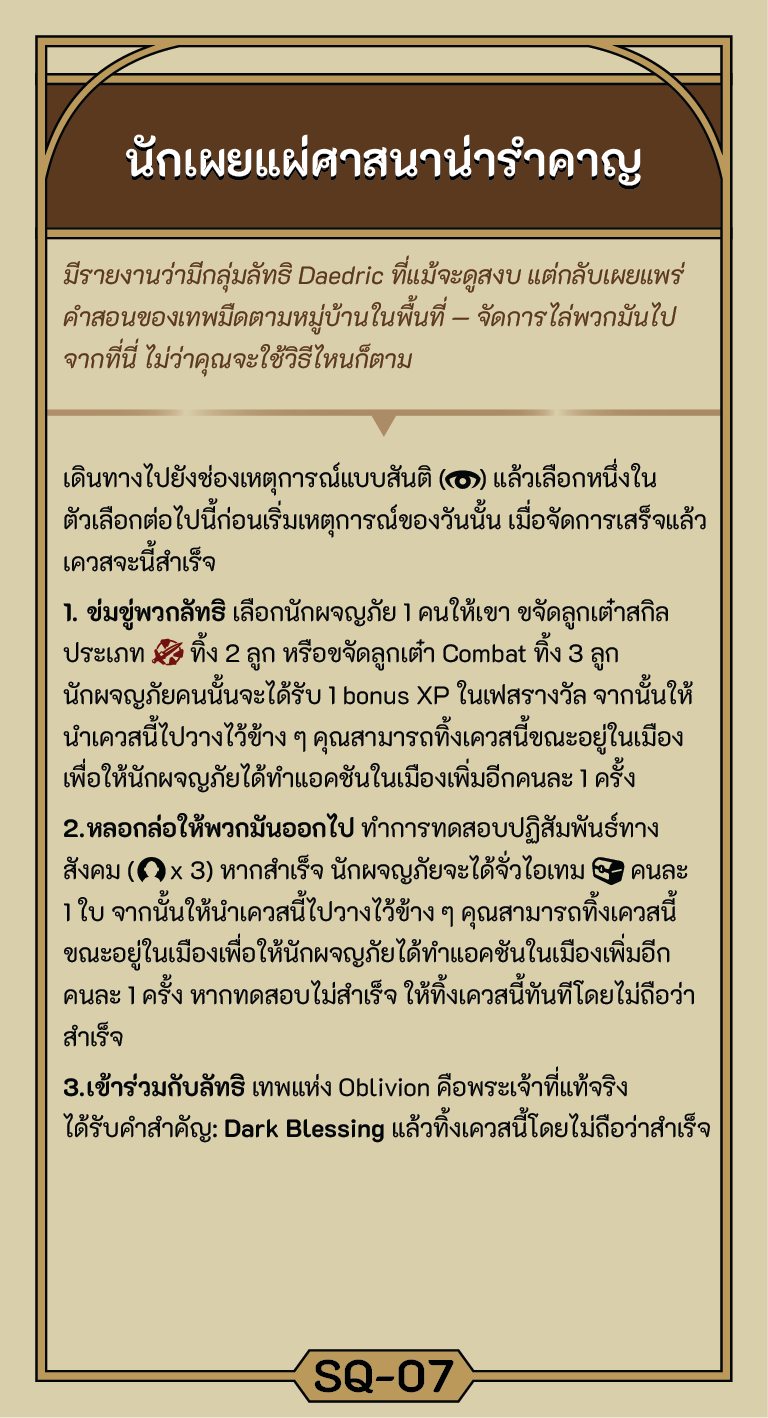 นักเผยแผ่ศาสนาน่ารำคาญ
มีรายงานว่ามีกลุ่มลัทธิ Daedric ที่แม้จะดูสงบ แต่กลับเผยแพร่
คำสอนของเทพมืดตามหมู่บ้านในพื้นที่ — จัดการไล่พวกมันไป
จากที่นี่ ไม่ว่าคุณจะใช้วิธีไหนก็ตาม
เดินทางไปยังช่องเหตุการณ์แบบสันติ () แล้วเลือกหนึ่งใน
ตัวเลือกต่อไปนี้ก่อนเริ่มเหตุการณ์ของวันนั้น เมื่อจัดการเสร็จแล้ว
เควสจะนี้สำเร็จ
1. ข่มขู่พวกลัทธิ เลือกนักผจญภัย 1 คนให้เขา ขจัดลูกเต๋าสกิล
ประเภท ทิ้ง 2 ลูก หรือขจัดลูกเต๋า Combat ทิ้ง 3 ลูก
นักผจญภัยคนนั้นจะได้รับ 1 bonus XP ในเฟสรางวัล จากนั้นให้
นำเควสนี้ไปวางไว้ข้าง ๆ คุณสามารถทิ้งเควสนี้ขณะอยู่ในเมือง
เพื่อให้นักผจญภัยได้ทำแอคชันในเมืองเพิ่มอีกคนละ 1 ครั้ง
2.หลอกล่อให้พวกมันออกไป ทำการทดสอบปฏิสัมพันธ์ทาง
สังคม ( x 3) หากสำเร็จ นักผจญภัยจะได้จั่วไอเทม คนละ
1 ใบ จากนั้นให้นำเควสนี้ไปวางไว้ข้าง ๆ คุณสามารถทิ้งเควสนี้
ขณะอยู่ในเมืองเพื่อให้นักผจญภัยได้ทำแอคชันในเมืองเพิ่มอีก
คนละ 1 ครั้ง หากทดสอบไม่สำเร็จ ให้ทิ้งเควสนี้ทันทีโดยไม่ถือว่า
สำเร็จ
3.เข้าร่วมกับลัทธิ เทพแห่ง Oblivion คือพระเจ้าที่แท้จริง
ได้รับคำสำคัญ: Dark Blessing แล้วทิ้งเควสนี้โดยไม่ถือว่าสำเร็จ
SQ-07